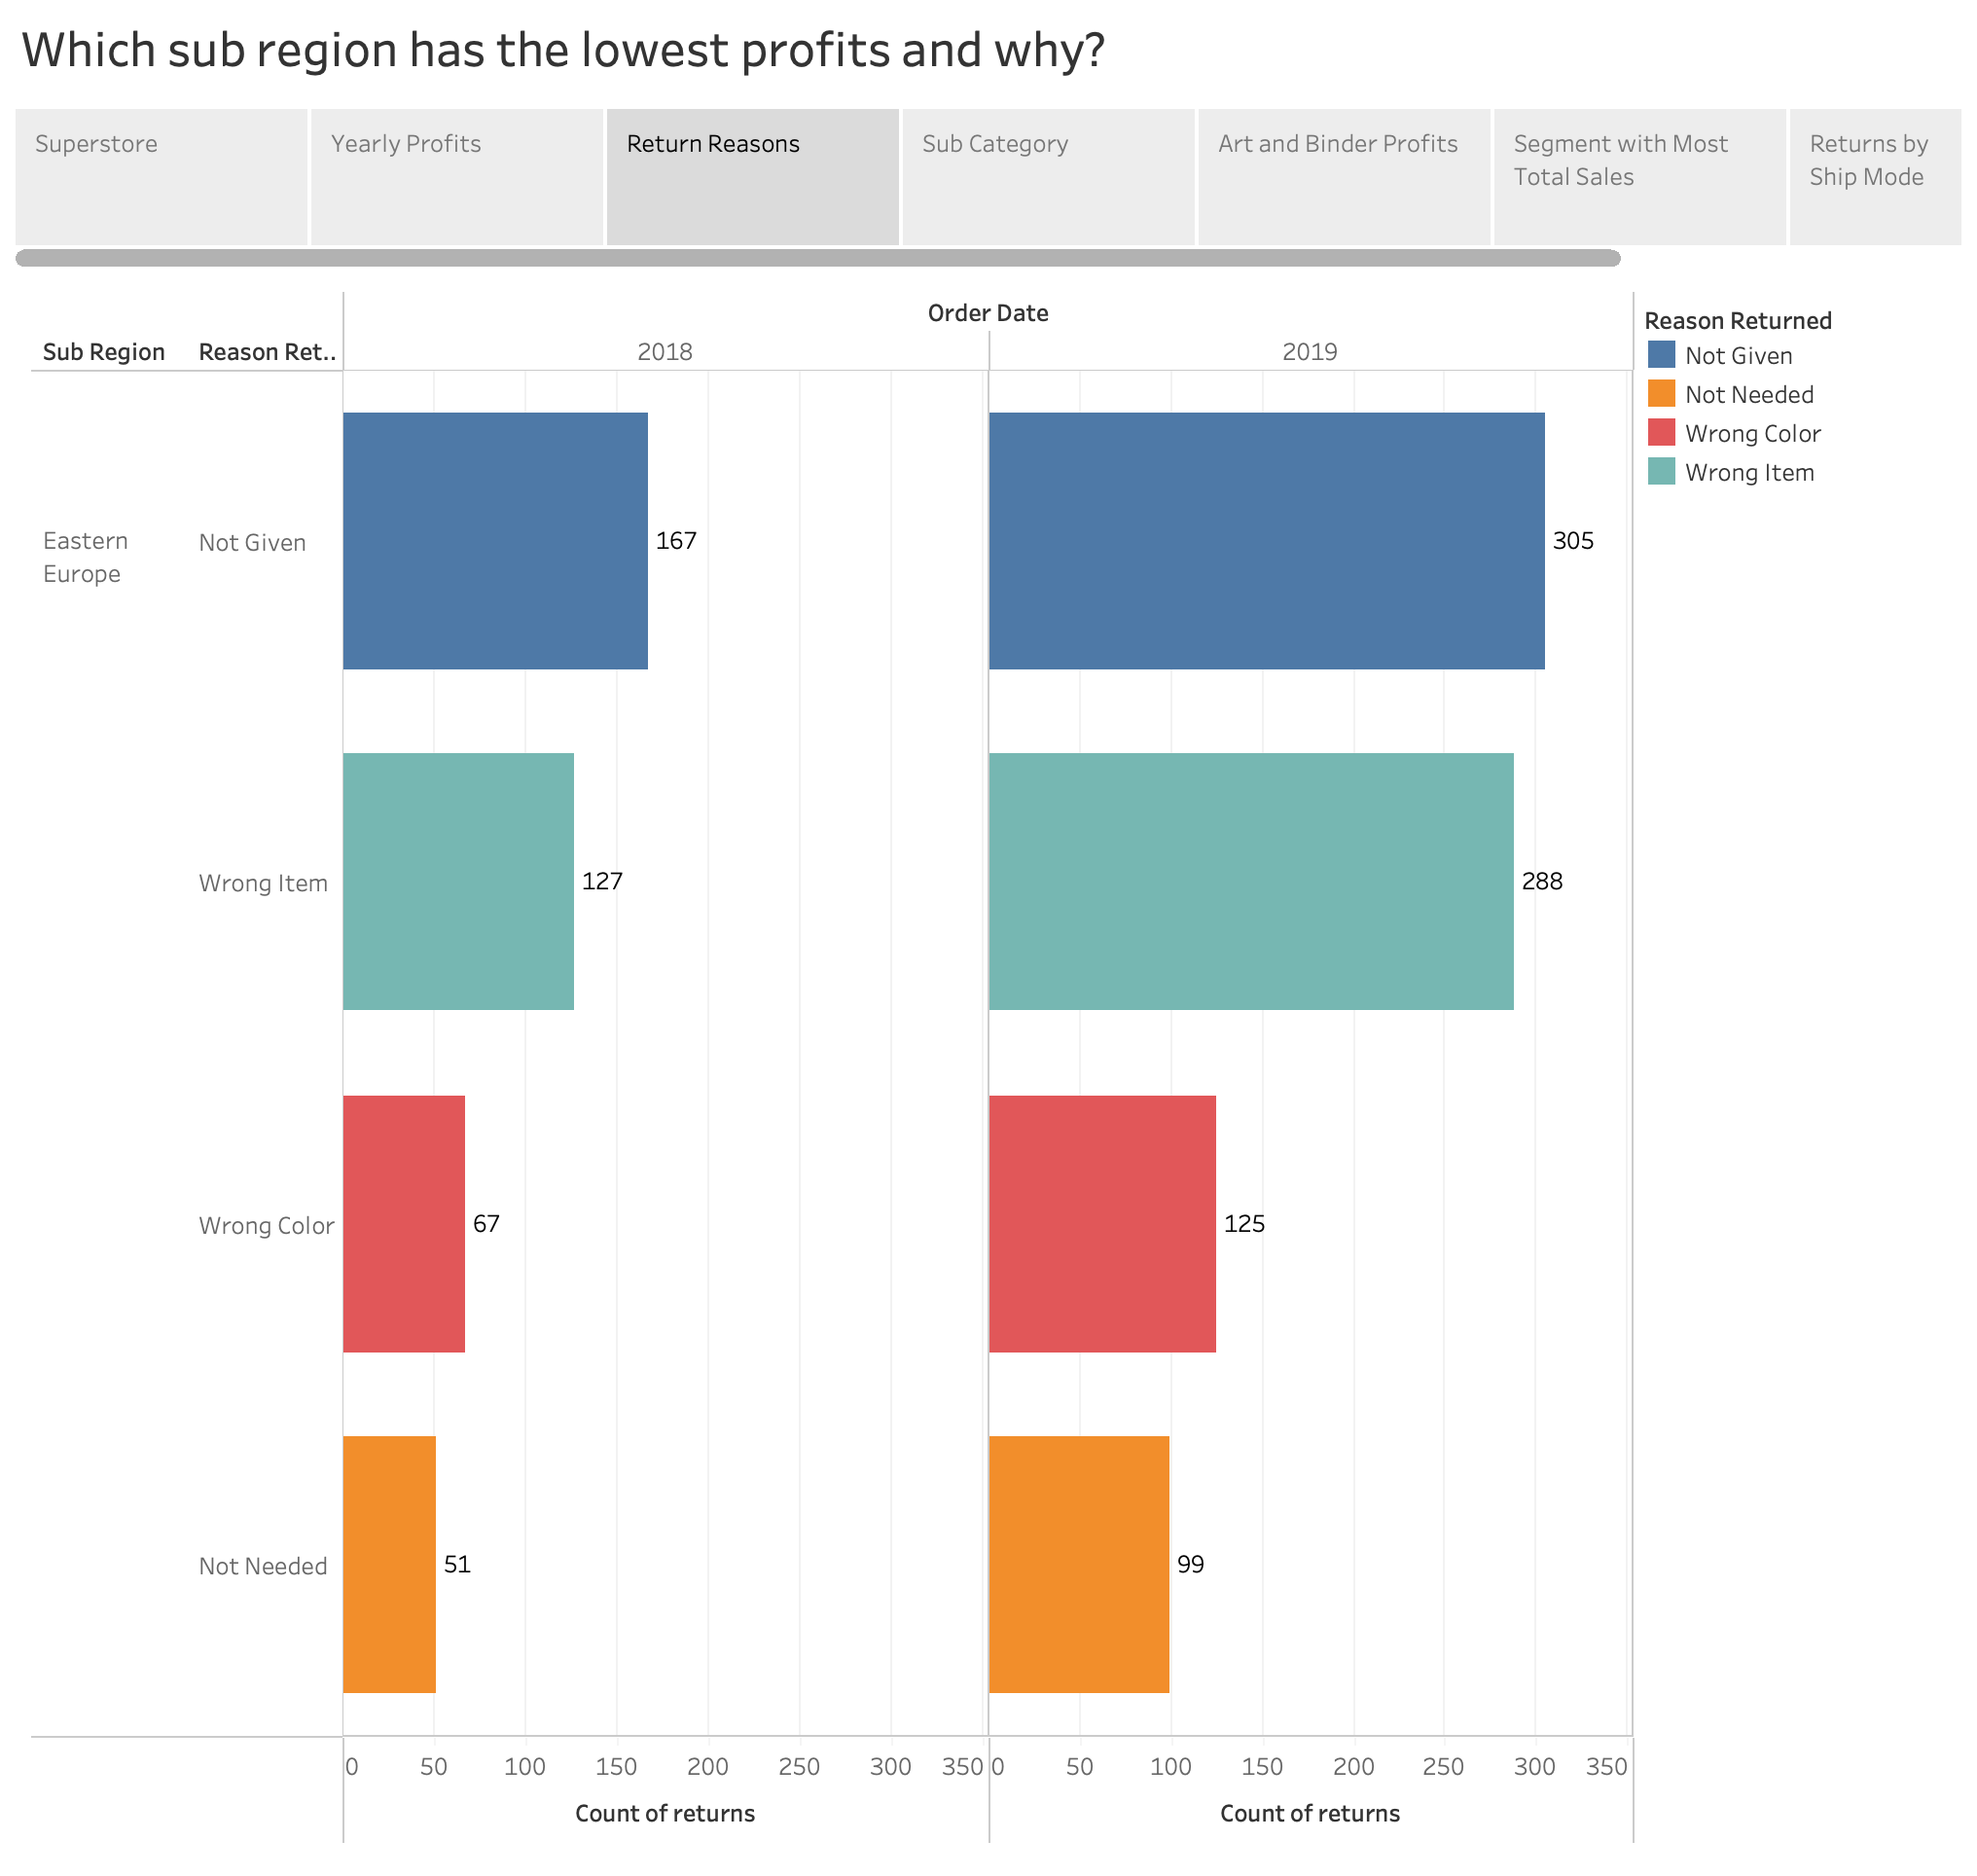 Which sub region has the lowest profits and why?
Superstore
Yearly Profits
Return Reasons
Sub Category
Art and Binder Profits
Segment with Most
Total Sales
Returns by
Ship Mode
Order Date
Sub Region Reason Ret.. 2018 2019
Reason Returned
Not Given
Not Needed
Wrong Color
Wrong Item
Eastern
Europe
Not Given 167 305
Wrong Item 127 288
Wrong Color 67 125
Not Needed 51 99
0 50 100 150 200 250 300 350 0 50 100 150 200 250 300 350
Count of returns Count of returns